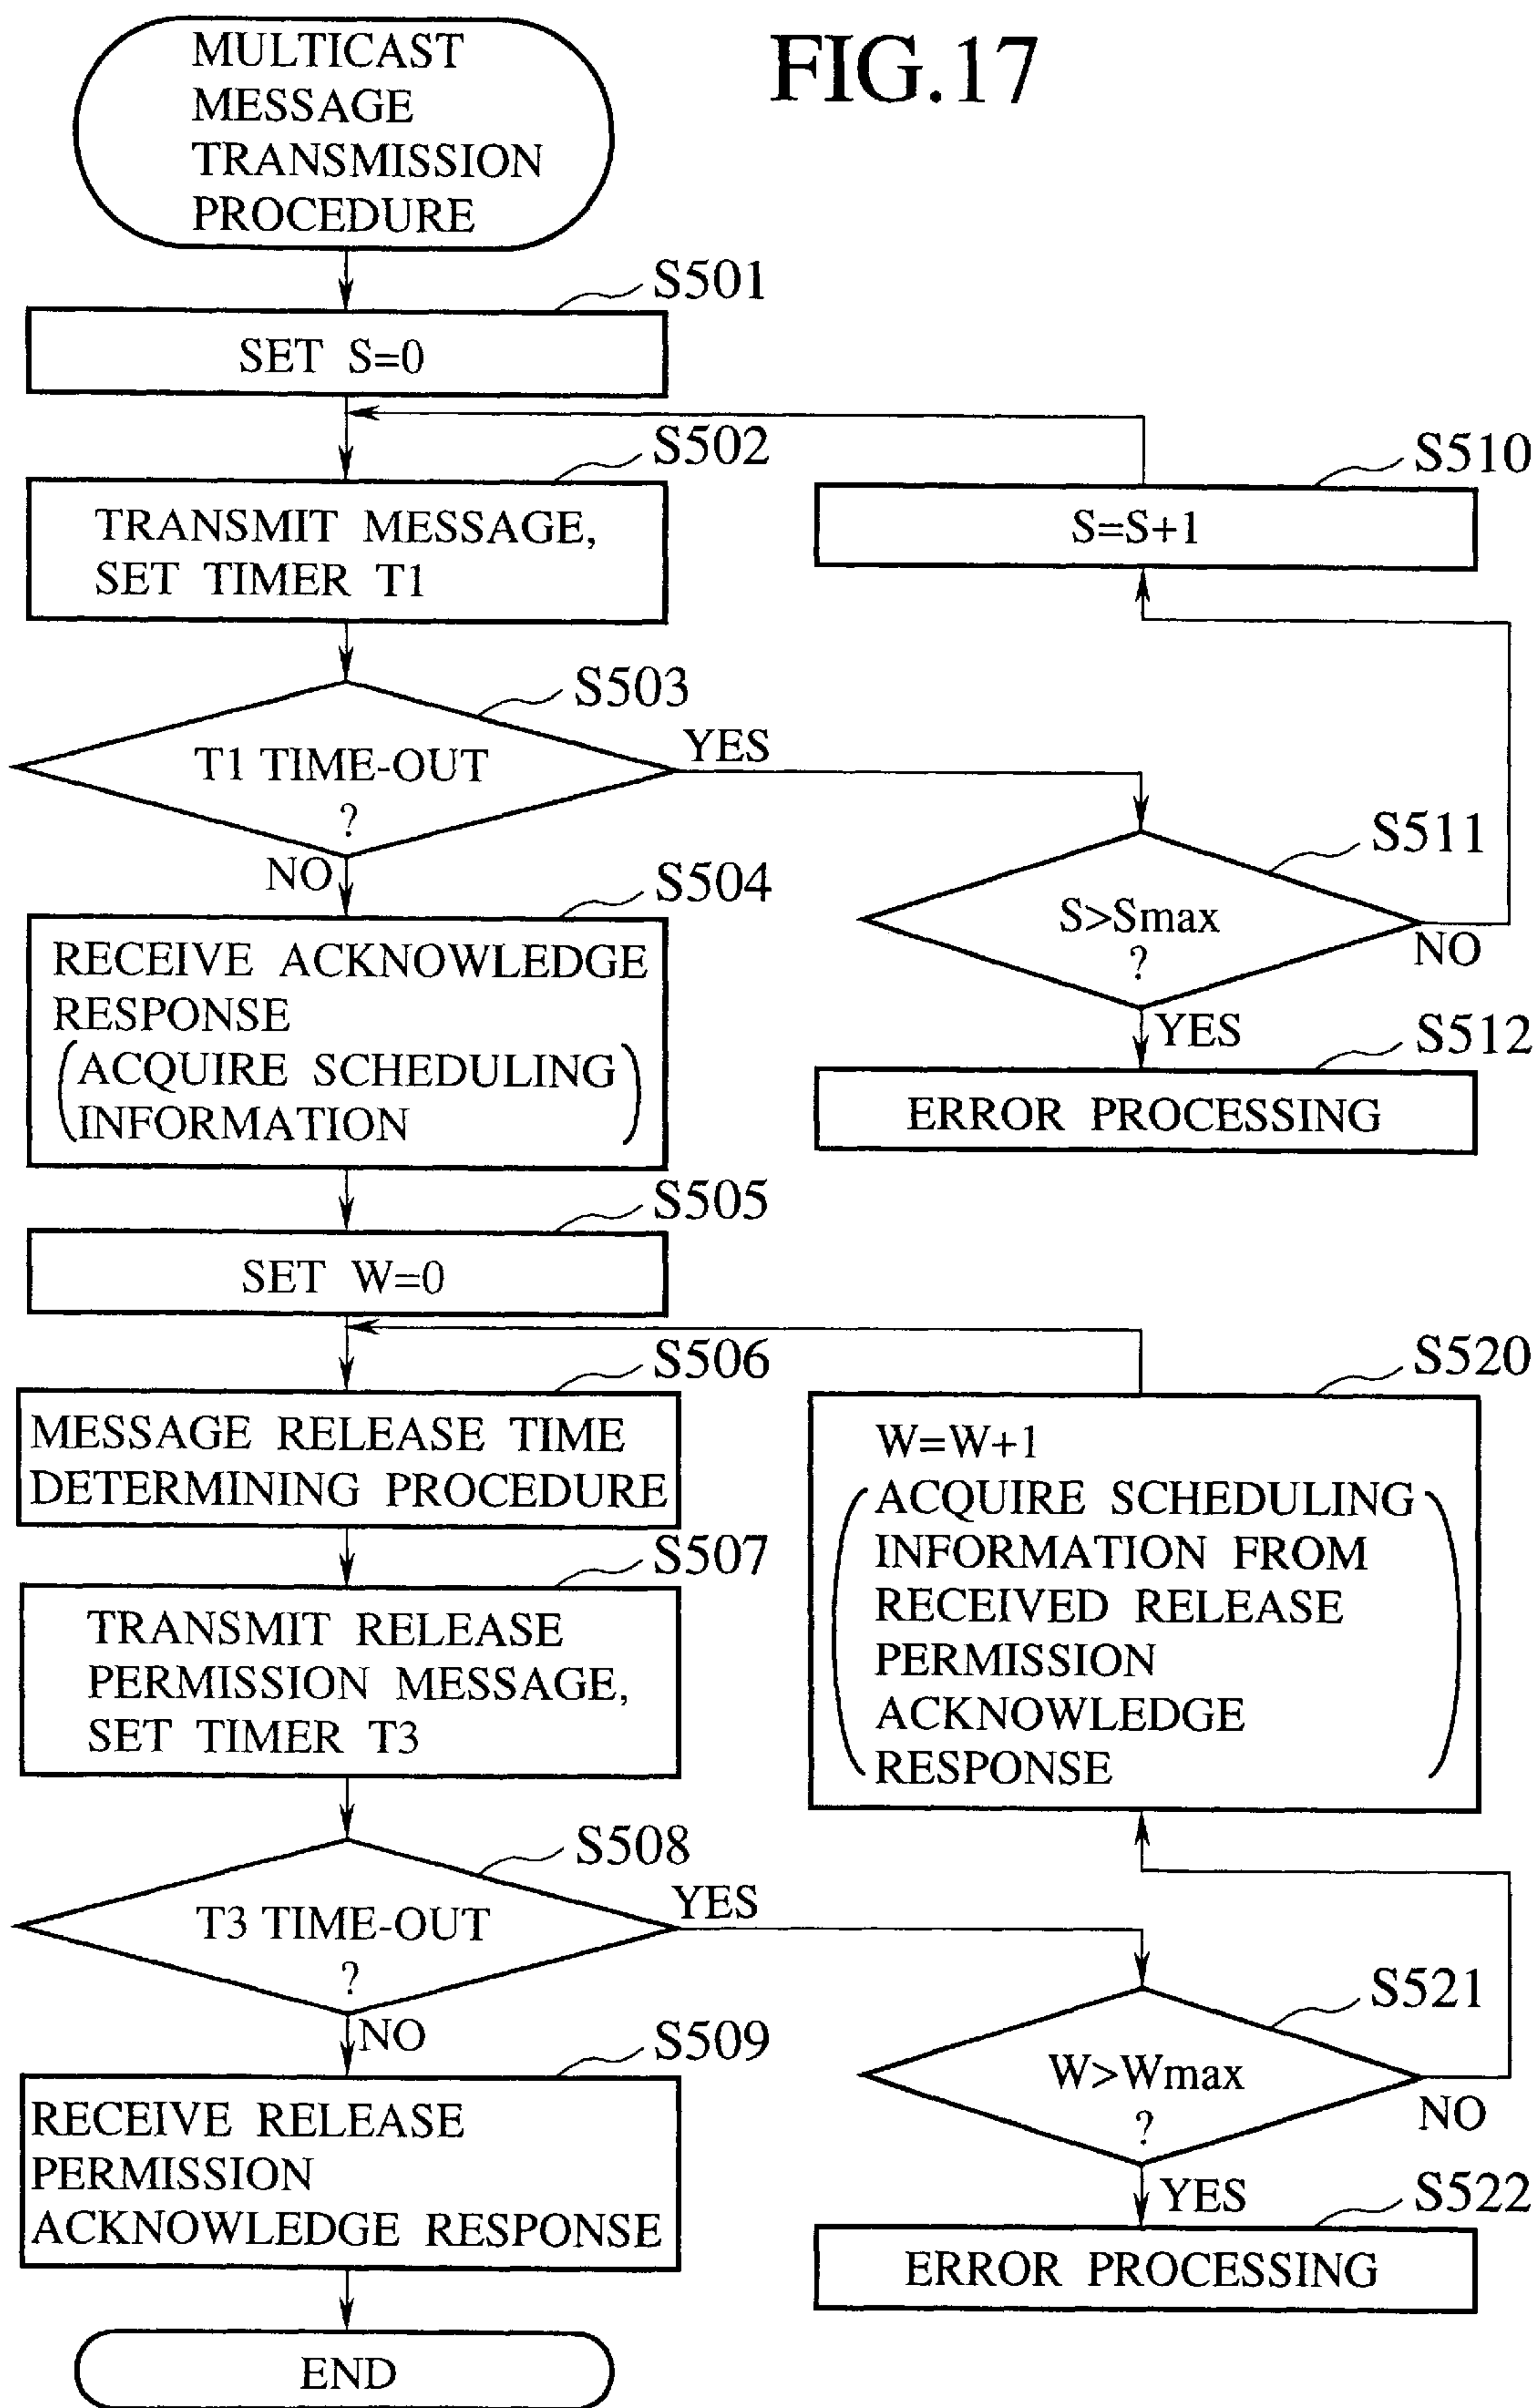 FIG.17
MULTICAST
MESSAGE
TRANSMISSION
PROCEDURE
S501
SET S=0
S502
TRANSMIT MESSAGE,
SET TIMER T1
S510
S=S+1
S503
T1 TIME-OUT
?
YES
NO
S511
S>Smax
?
NO
YES
S504
RECEIVE ACKNOWLEDGE
RESPONSE
(ACQUIRE SCHEDULING
INFORMATION)
S512
ERROR PROCESSING
S505
SET W=0
S506
MESSAGE RELEASE TIME
DETERMINING PROCEDURE
S520
W=W+1
(ACQUIRE SCHEDULING
INFORMATION FROM
RECEIVED RELEASE
PERMISSION
ACKNOWLEDGE
RESPONSE)
S507
TRANSMIT RELEASE
PERMISSION MESSAGE,
SET TIMER T3
S508
T3 TIME-OUT
?
YES
NO
S521
W>Wmax
?
NO
YES
S509
RECEIVE RELEASE
PERMISSION
ACKNOWLEDGE RESPONSE
S522
ERROR PROCESSING
END